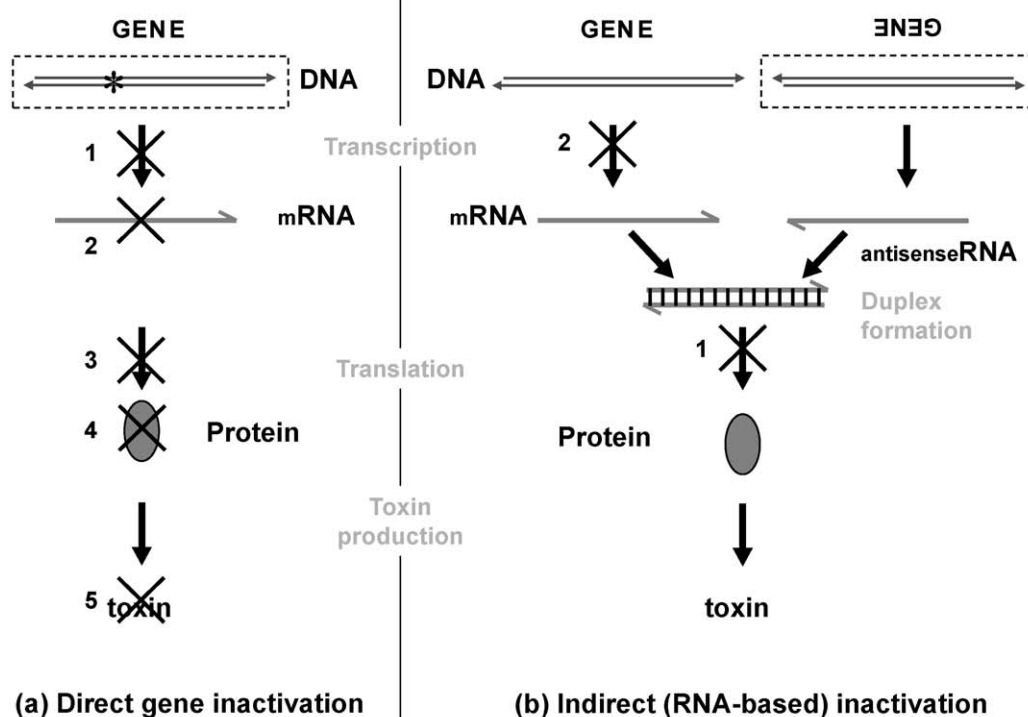 GENE
GENE
GENE
DNA
DNA
1
Transcription
2
mRNA
mRNA
2
antisenseRNA
Duplex
formation
1
3
Translation
4
Protein
Protein
Toxin
production
5
toxin
toxin
(a) Direct gene inactivation
(b) Indirect (RNA-based) inactivation